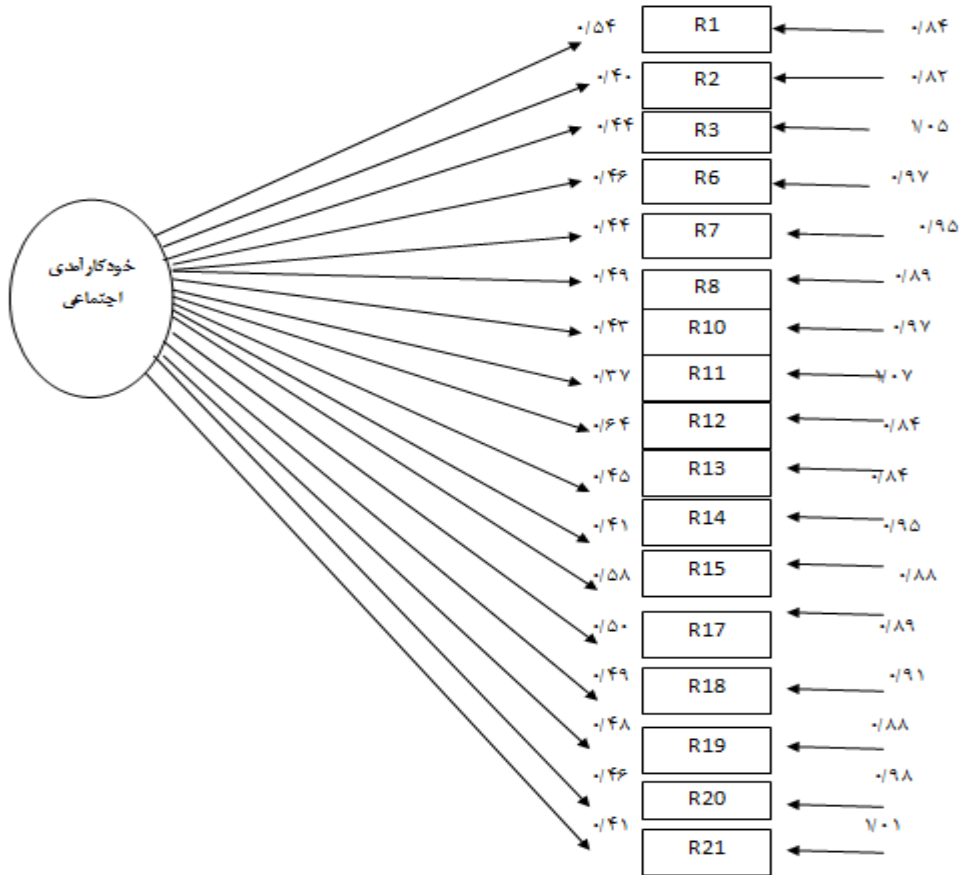 خودکارآمدی
اجتماعی
۰/۵۴ R1 ۰/۸۴
۰/۴۰ R2 ۰/۸۲
۰/۴۴ R3 ۱/۰۵
۰/۴۶ R6 ۰/۹۷
۰/۴۴ R7 ۰/۹۵
۰/۴۹ R8 ۰/۸۹
۰/۴۳ R10 ۰/۹۷
۰/۳۷ R11 ۱/۰۷
۰/۶۴ R12 ۰/۸۴
۰/۴۵ R13 ۰/۸۴
۰/۴۱ R14 ۰/۹۵
۰/۵۸ R15 ۰/۸۸
۰/۵۰ R17 ۰/۸۹
۰/۴۹ R18 ۰/۹۱
۰/۴۸ R19 ۰/۸۸
۰/۴۶ R20 ۰/۹۸
۰/۴۱ R21 ۱/۰۱